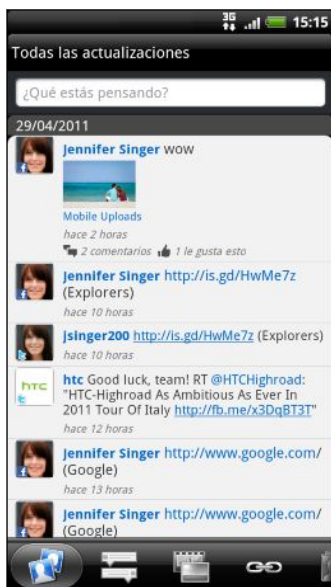 3G 15:15
Todas las actualizaciones
¿Qué estás pensando?
29/04/2011
Jennifer Singer wow
Mobile Uploads
hace 2 horas
2 comentarios 1 le gusta esto
Jennifer Singer http://is.gd/HwMe7z
(Explorers)
hace 10 horas
jsinger200 http://is.gd/HwMe7z (Explorers)
hace 10 horas
hTC
htc Good luck, team! RT @HTCHighroad:
"HTC-Highroad As Ambitious As Ever In
2011 Tour Of Italy http://fb.me/x3DqBT3T"
hace 12 horas
Jennifer Singer http://www.google.com/
(Google)
hace 13 horas
Jennifer Singer http://www.google.com/
(Google)